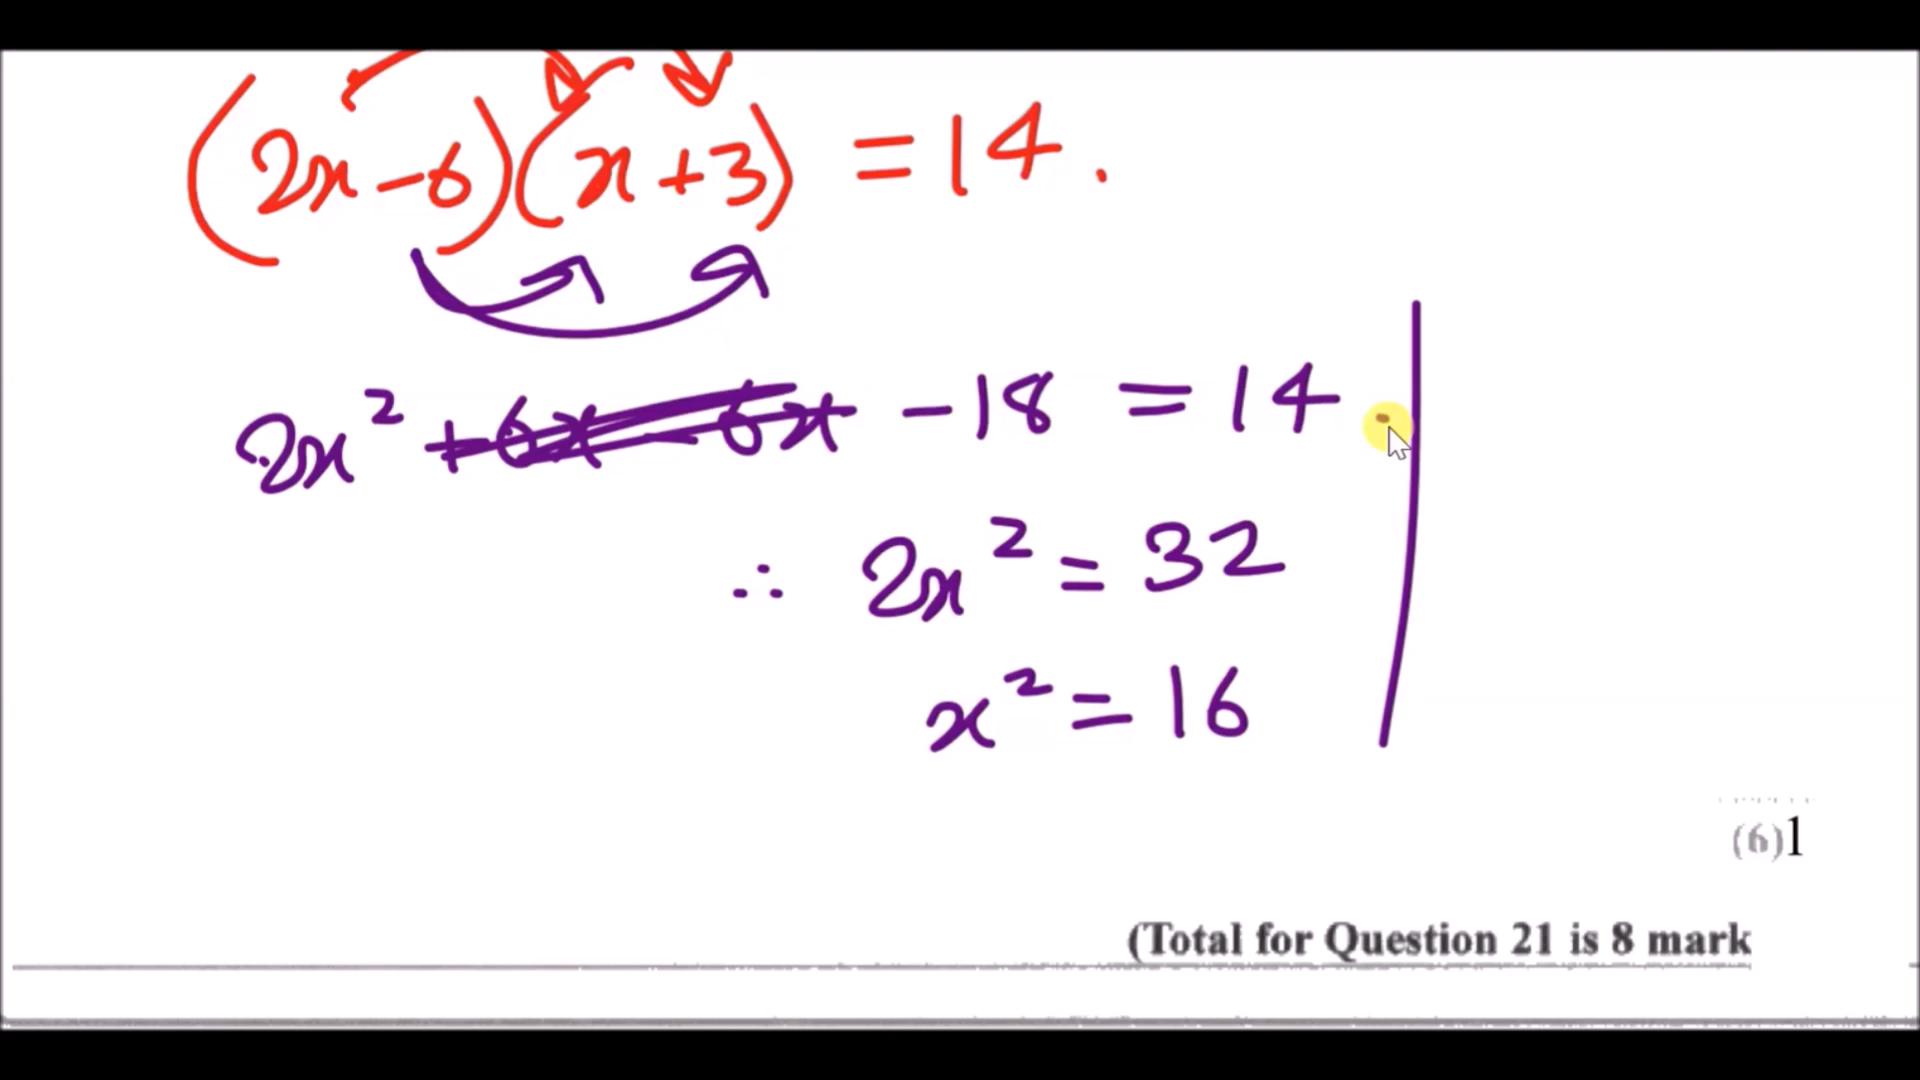 (2x-6)(x+3) = 14.
2x² +6x - 6x -18 = 14
∴ 2x² = 32
x² = 16
(6)1
(Total for Question 21 is 8 mark